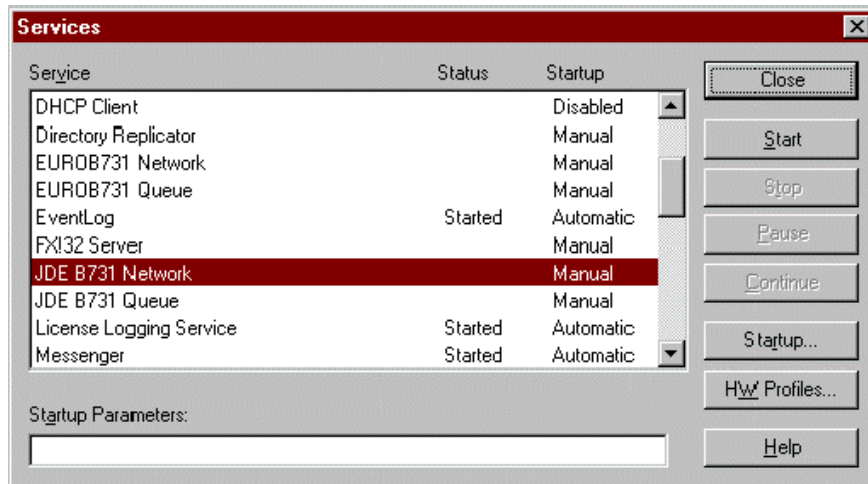 Services
Service Status Startup
DHCP Client Disabled
Directory Replicator Manual
EUROB731 Network Manual
EUROB731 Queue Manual
EventLog Started Automatic
FX!32 Server Manual
JDE B731 Network Manual
JDE B731 Queue Manual
License Logging Service Started Automatic
Messenger Started Automatic
Startup Parameters:
Close
Start
Stop
Pause
Continue
Startup...
HW Profiles...
Help